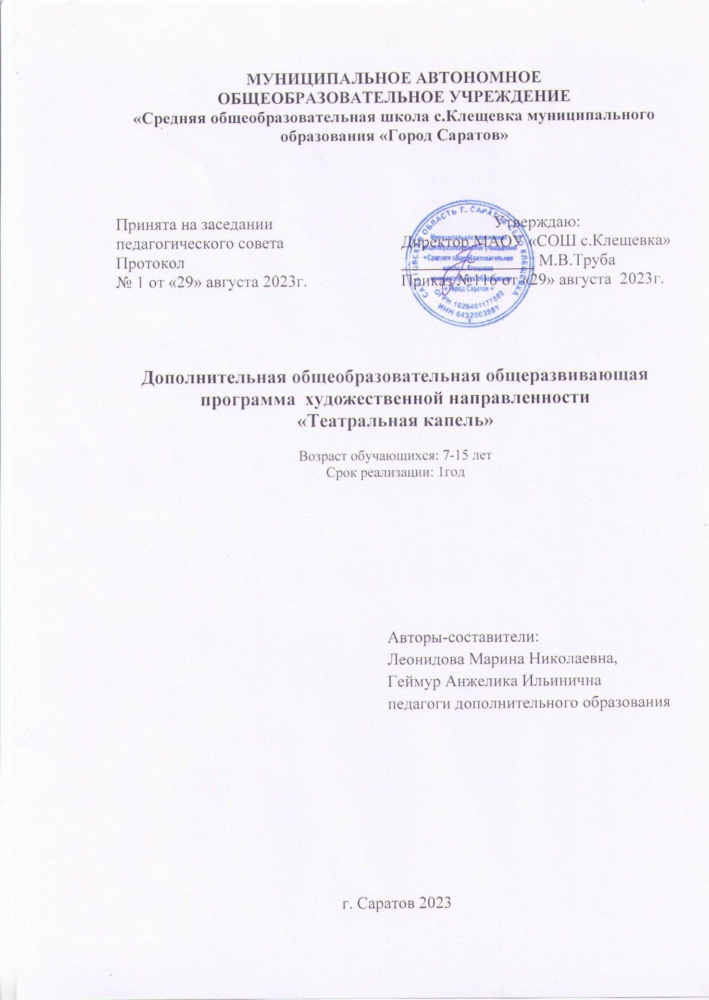 МУНИЦИПАЛЬНОЕ АВТОНОМНОЕ
ОБЩЕОБРАЗОВАТЕЛЬНОЕ УЧРЕЖДЕНИЕ
«Средняя общеобразовательная школа с.Клещевка муниципального
образования «Город Саратов»
Принята на заседании
педагогического совета
Протокол
№ 1 от «29» августа 2023г.
Утверждаю:
Директор МАОУ «СОШ с.Клещевка»
М.В.Труба
Приказ №116 от «29» августа 2023г.
САРАТОВСКАЯ ОБЛАСТЬ Г. САРАТОВ СЕЛО КЛЕЩЕВКА
Муниципальное автономное
общеобразовательное учреждение
«Средняя общеобразовательная
школа с. Клещевка
муниципального образования
«Город Саратов»
ОГРН 1026401177802
ИНН 6432003881
Дополнительная общеобразовательная общеразвивающая
программа художественной направленности
«Театральная капель»
Возраст обучающихся: 7-15 лет
Срок реализации: 1год
Авторы-составители:
Леонидова Марина Николаевна,
Геймур Анжелика Ильинична
педагоги дополнительного образования
г. Саратов 2023